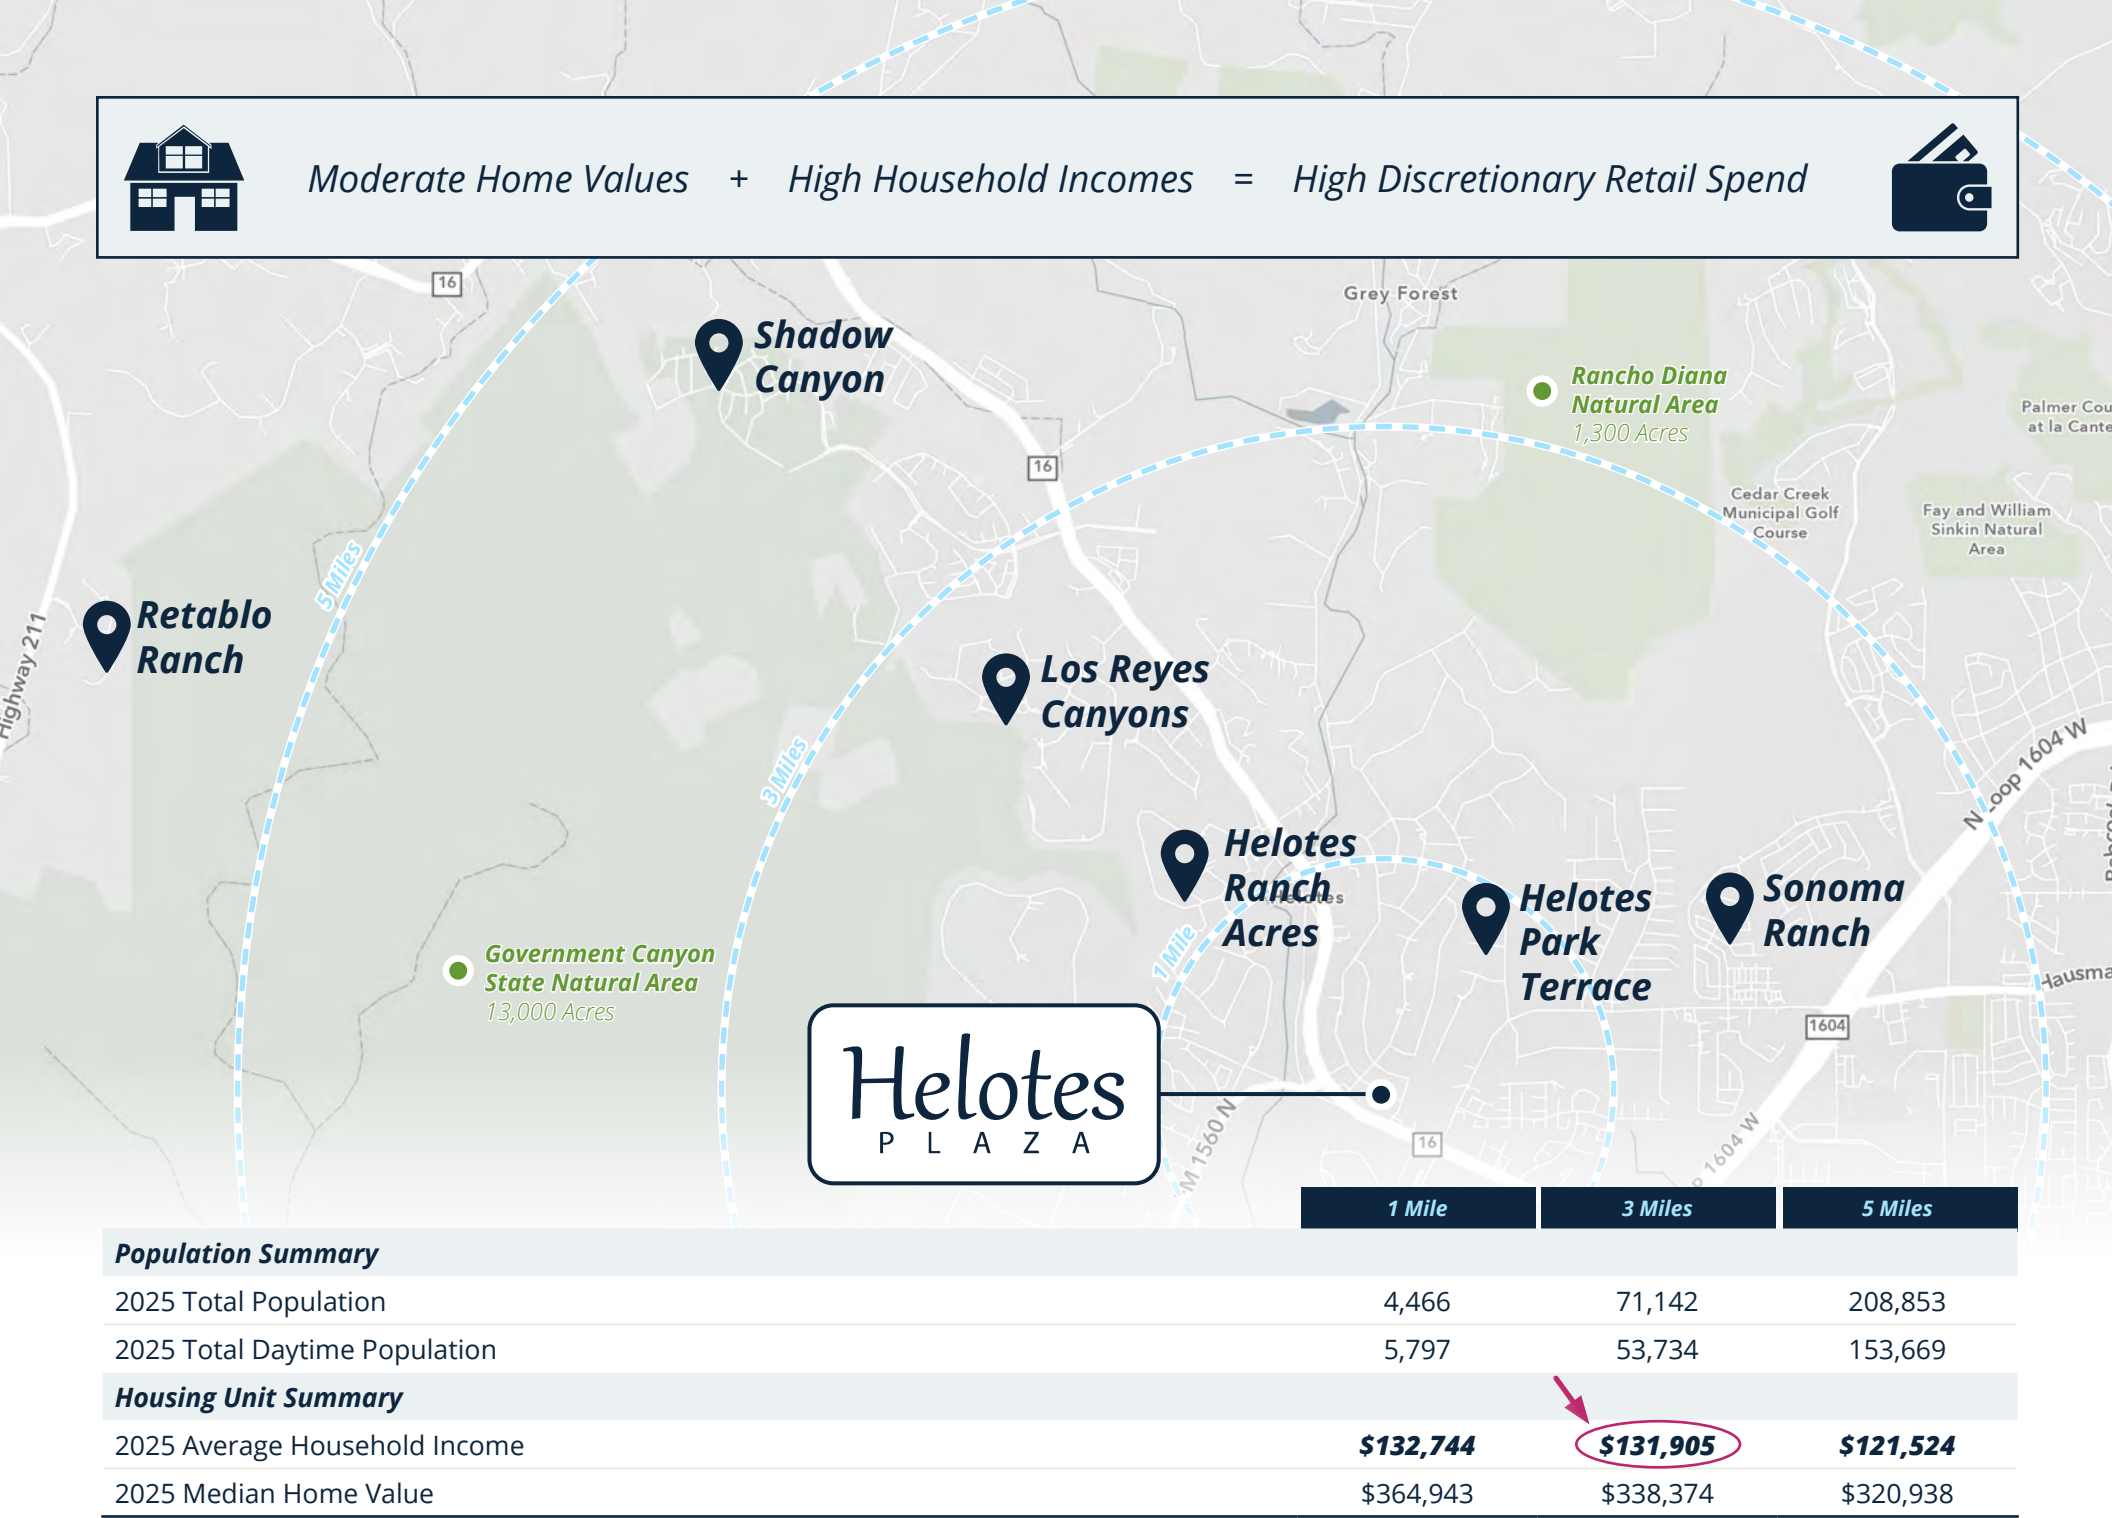 Moderate Home Values + High Household Incomes = High Discretionary Retail Spend
16
Grey Forest
Shadow
Canyon
Rancho Diana
Natural Area
1,300 Acres
Palmer Cou
at la Cante
16
Cedar Creek
Municipal Golf
Course
Fay and William
Sinkin Natural
Area
5 Miles
Retablo
Ranch
Highway 211
Los Reyes
Canyons
3 Miles
N Loop 1604 W
Helotes
Ranch
Acres
Helotes
Helotes
Park
Terrace
Sonoma
Ranch
1 Mile
Government Canyon
State Natural Area
13,000 Acres
Hausma
1604
Helotes
PLAZA
M 1560 N
16
1604 W
1 Mile 3 Miles 5 Miles
Population Summary
2025 Total Population 4,466 71,142 208,853
2025 Total Daytime Population 5,797 53,734 153,669
Housing Unit Summary
2025 Average Household Income $132,744 $131,905 $121,524
2025 Median Home Value $364,943 $338,374 $320,938